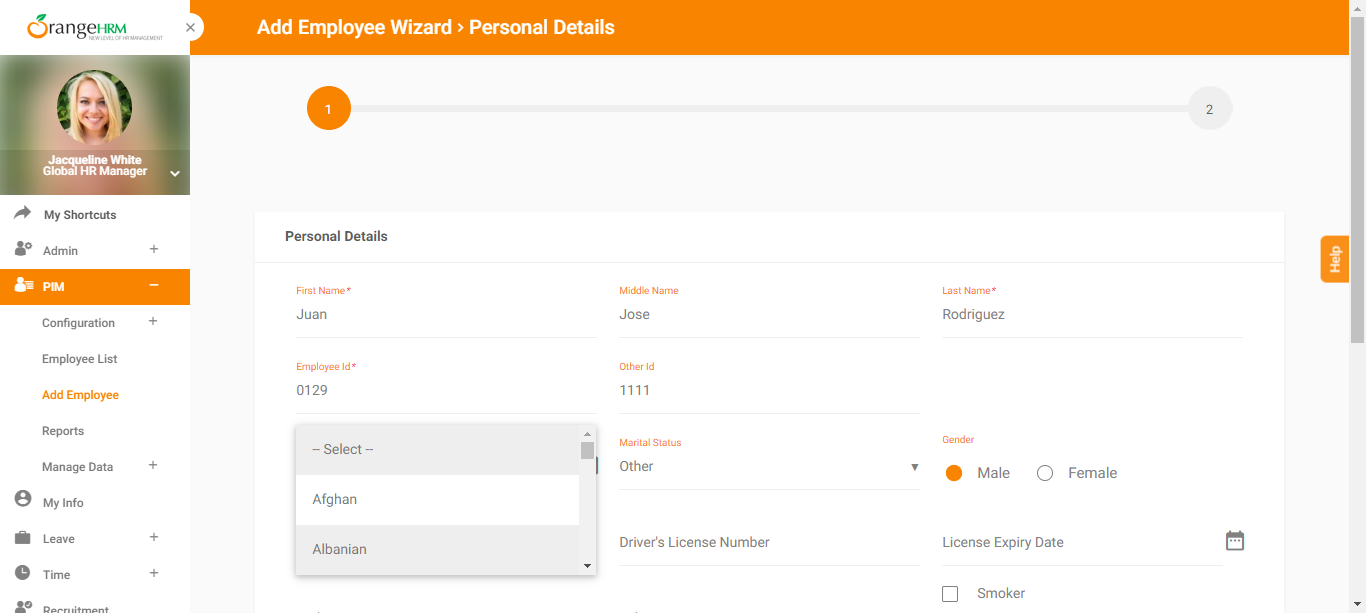 OrangeHRM
NEW LEVEL OF HR MANAGEMENT
Add Employee Wizard › Personal Details
1
2
Jacqueline White
Global HR Manager
My Shortcuts
Admin
PIM
Configuration
Employee List
Add Employee
Reports
Manage Data
My Info
Leave
Time
Recruitment
Help
Personal Details
First Name*
Middle Name
Last Name*
Juan
Jose
Rodriguez
Employee Id*
Other Id
0129
1111
-- Select --
Afghan
Albanian
Marital Status
Other
Gender
Male
Female
Driver's License Number
License Expiry Date
Smoker